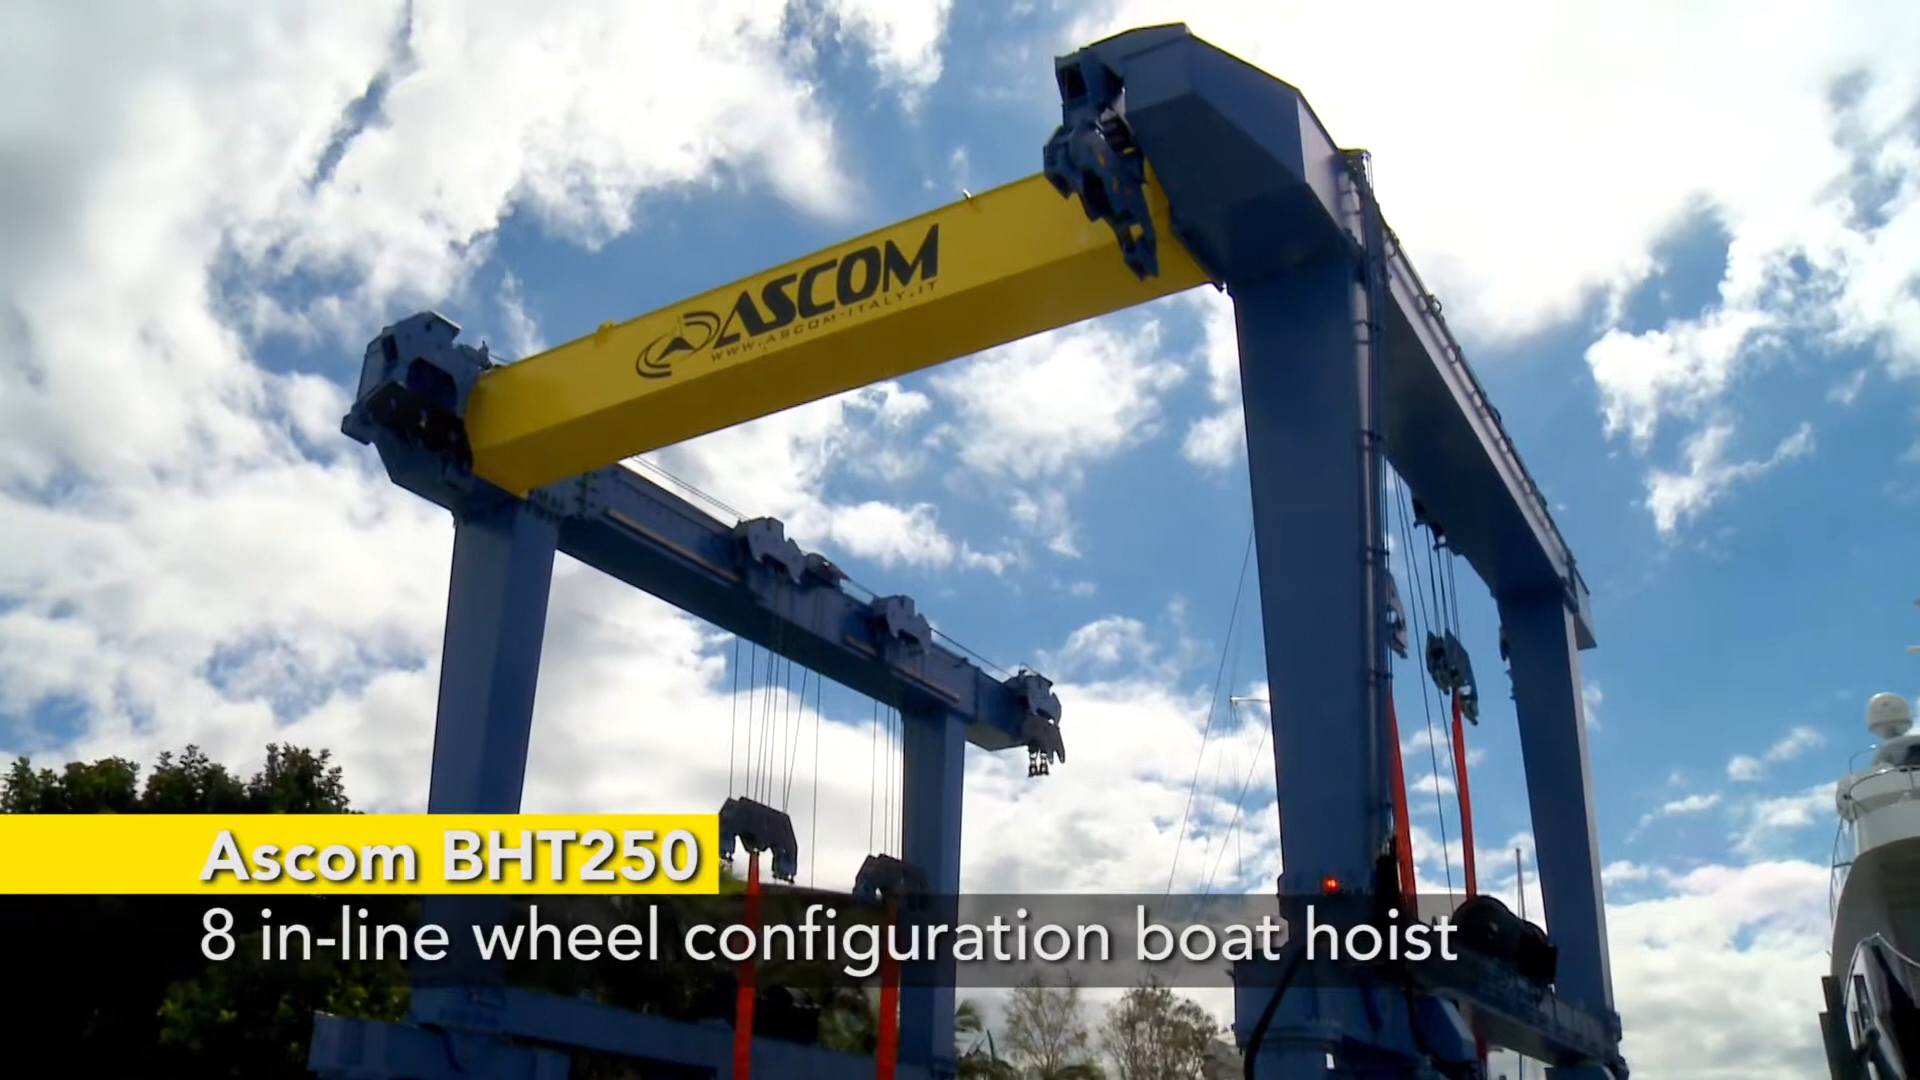 ASCOM
WWW.ASCOM-ITALY.IT
Ascom BHT250
8 in-line wheel configuration boat hoist